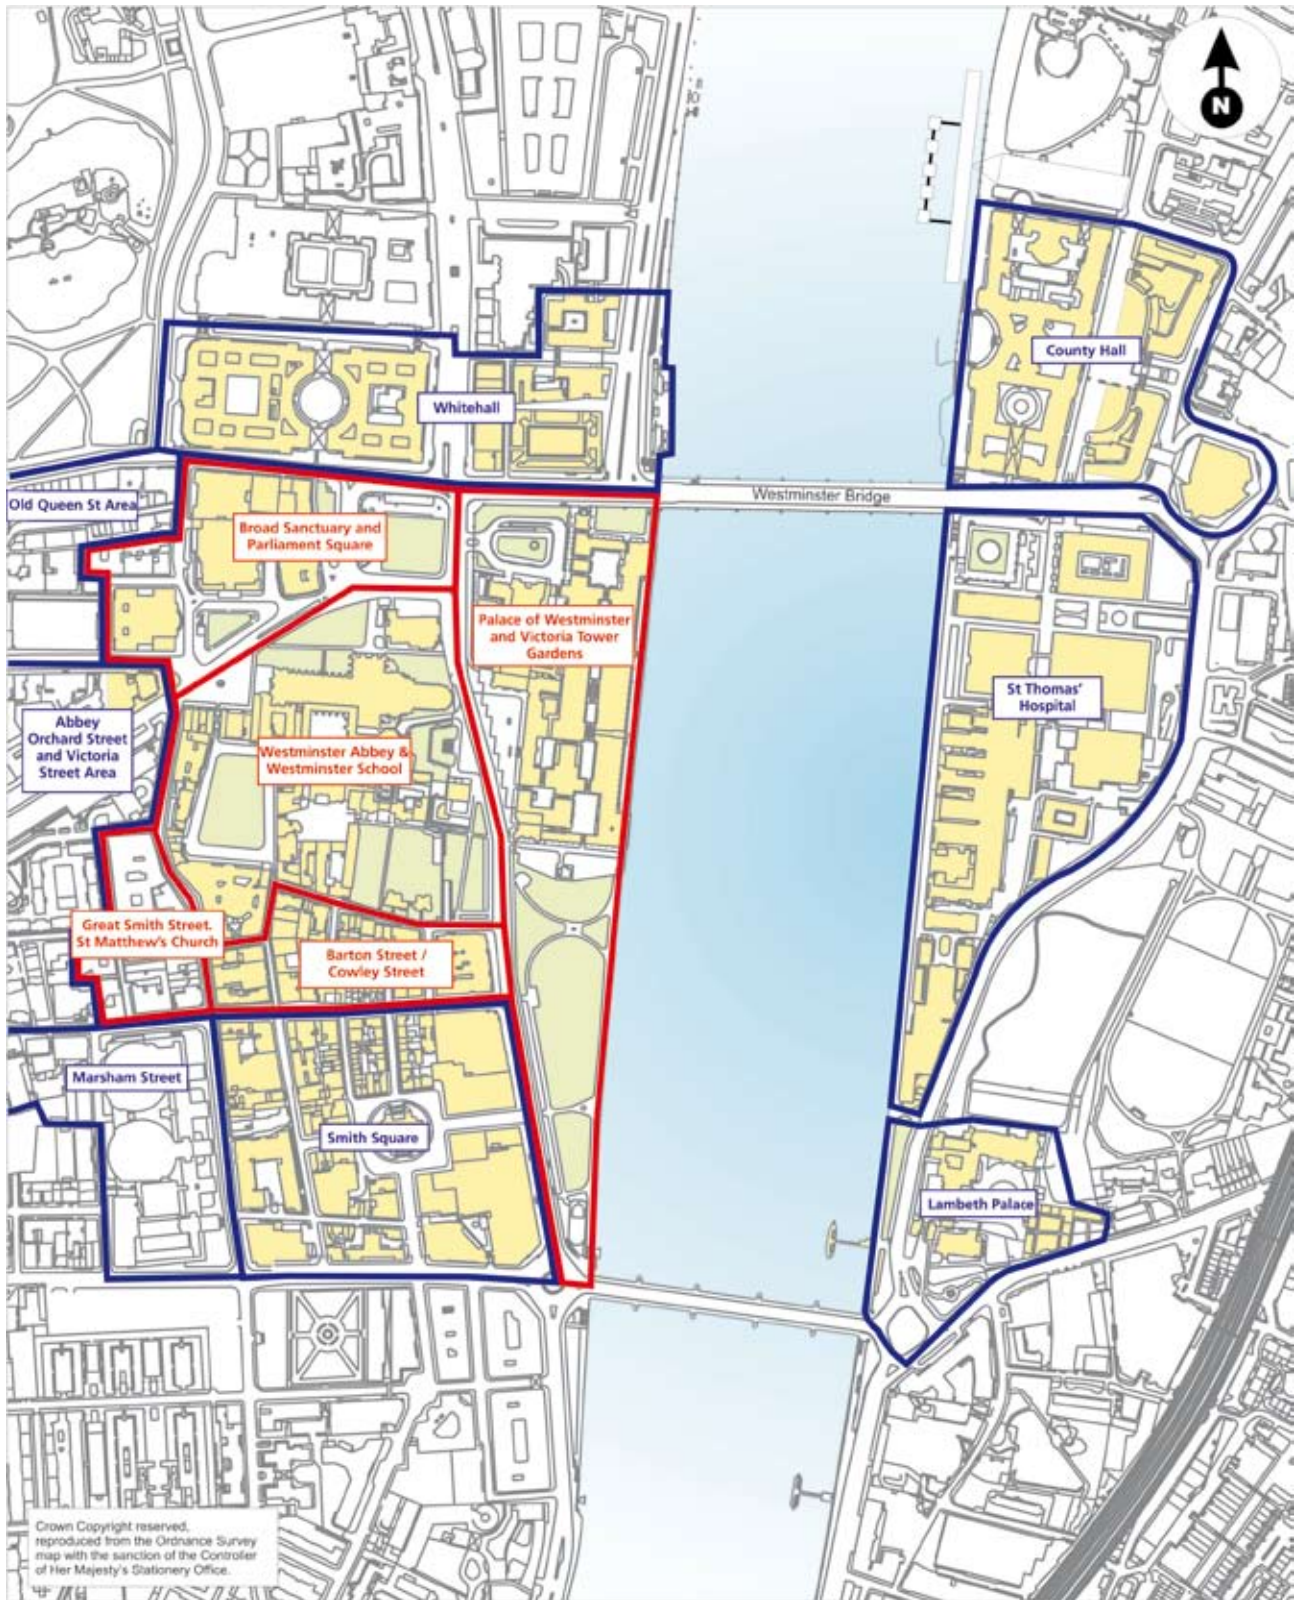 N
County Hall
Whitehall
Westminster Bridge
Old Queen St Area
Broad Sanctuary and
Parliament Square
Palace of Westminster
and Victoria Tower
Gardens
St Thomas'
Hospital
Abbey
Orchard Street
and Victoria
Street Area
Westminster Abbey &
Westminster School
Great Smith Street.
St Matthew's Church
Barton Street /
Cowley Street
Marsham Street
Smith Square
Lambeth Palace
Crown Copyright reserved,
reproduced from the Ordnance Survey
map with the sanction of the Controller
of Her Majesty's Stationery Office.